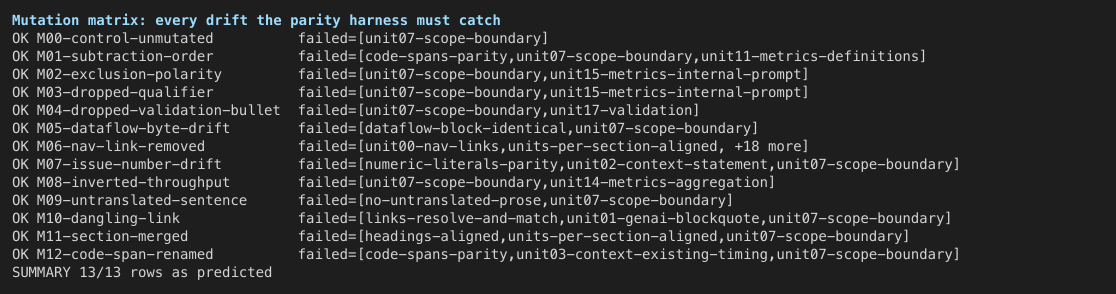 Mutation matrix: every drift the parity harness must catch
OK M00-control-unmutated failed=[unit07-scope-boundary]
OK M01-subtraction-order failed=[code-spans-parity,unit07-scope-boundary,unit11-metrics-definitions]
OK M02-exclusion-polarity failed=[unit07-scope-boundary,unit15-metrics-internal-prompt]
OK M03-dropped-qualifier failed=[unit07-scope-boundary,unit15-metrics-internal-prompt]
OK M04-dropped-validation-bullet failed=[unit07-scope-boundary,unit17-validation]
OK M05-dataflow-byte-drift failed=[dataflow-block-identical,unit07-scope-boundary]
OK M06-nav-link-removed failed=[unit00-nav-links,units-per-section-aligned, +18 more]
OK M07-issue-number-drift failed=[numeric-literals-parity,unit02-context-statement,unit07-scope-boundary]
OK M08-inverted-throughput failed=[unit07-scope-boundary,unit14-metrics-aggregation]
OK M09-untranslated-sentence failed=[no-untranslated-prose,unit07-scope-boundary]
OK M10-dangling-link failed=[links-resolve-and-match,unit01-genai-blockquote,unit07-scope-boundary]
OK M11-section-merged failed=[headings-aligned,units-per-section-aligned,unit07-scope-boundary]
OK M12-code-span-renamed failed=[code-spans-parity,unit03-context-existing-timing,unit07-scope-boundary]
SUMMARY 13/13 rows as predicted